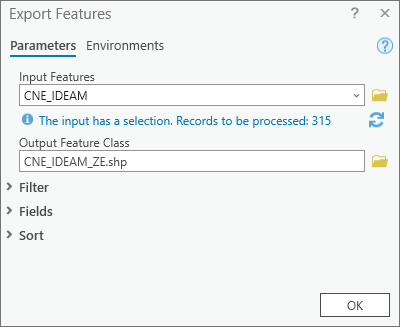 Export Features
? ×
Parameters Environments
?
Input Features
CNE_IDEAM
The input has a selection. Records to be processed: 315
Output Feature Class
CNE_IDEAM_ZE.shp
Filter
Fields
Sort
OK